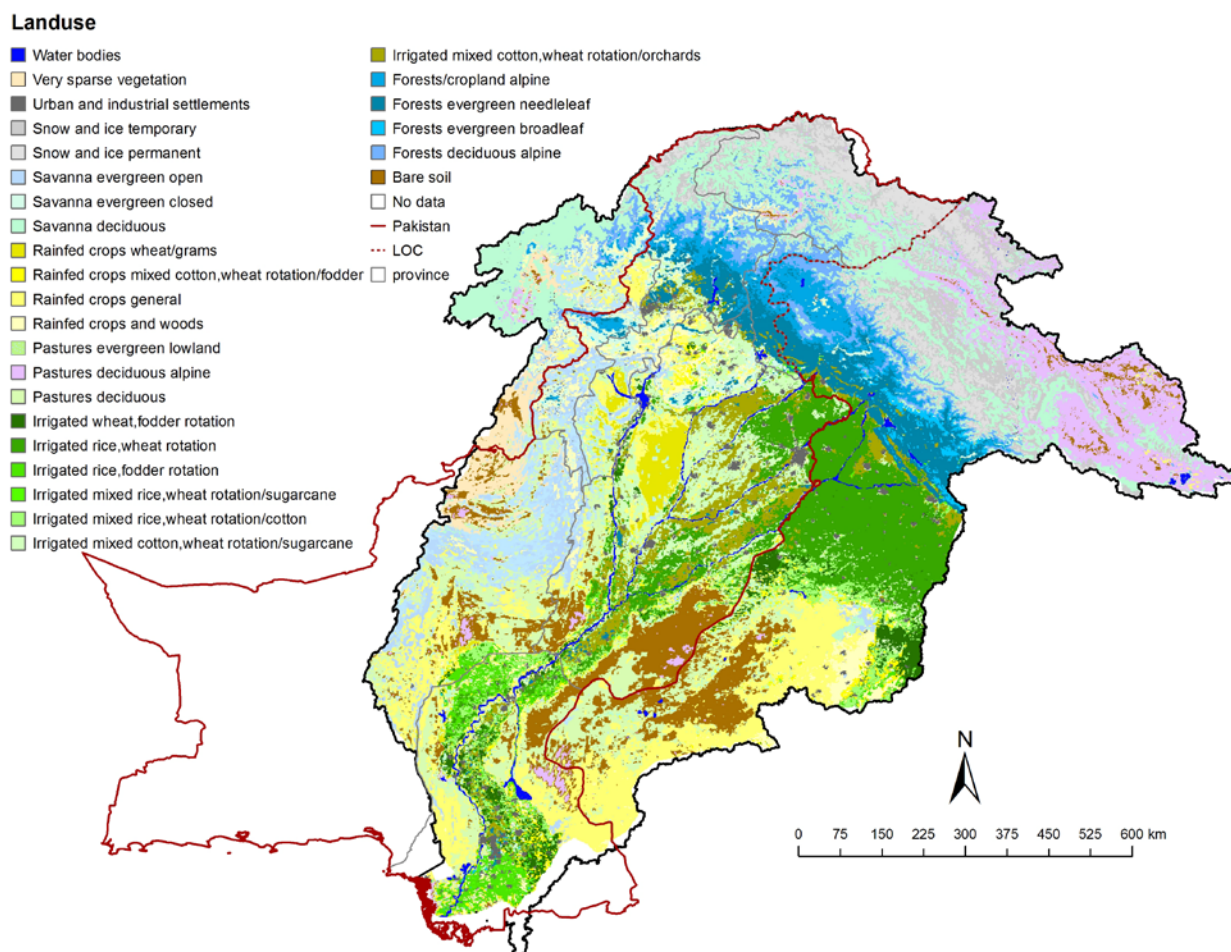 Landuse
Water bodies
Very sparse vegetation
Urban and industrial settlements
Snow and ice temporary
Snow and ice permanent
Savanna evergreen open
Savanna evergreen closed
Savanna deciduous
Rainfed crops wheat/grams
Rainfed crops mixed cotton,wheat rotation/fodder
Rainfed crops general
Rainfed crops and woods
Pastures evergreen lowland
Pastures deciduous alpine
Pastures deciduous
Irrigated wheat,fodder rotation
Irrigated rice,wheat rotation
Irrigated rice,fodder rotation
Irrigated mixed rice,wheat rotation/sugarcane
Irrigated mixed rice,wheat rotation/cotton
Irrigated mixed cotton,wheat rotation/sugarcane
Irrigated mixed cotton,wheat rotation/orchards
Forests/cropland alpine
Forests evergreen needleleaf
Forests evergreen broadleaf
Forests deciduous alpine
Bare soil
No data
Pakistan
LOC
province
N
0 75 150 225 300 375 450 525 600 km